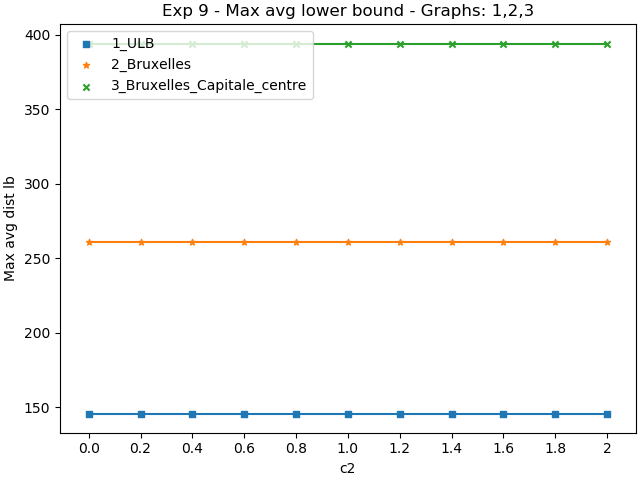 Exp 9 - Max avg lower bound - Graphs: 1,2,3
400
350
300
250
200
150
Max avg dist lb
1_ULB
2_Bruxelles
3_Bruxelles_Capitale_centre
0.0 0.2 0.4 0.6 0.8 1.0 1.2 1.4 1.6 1.8 2
c2